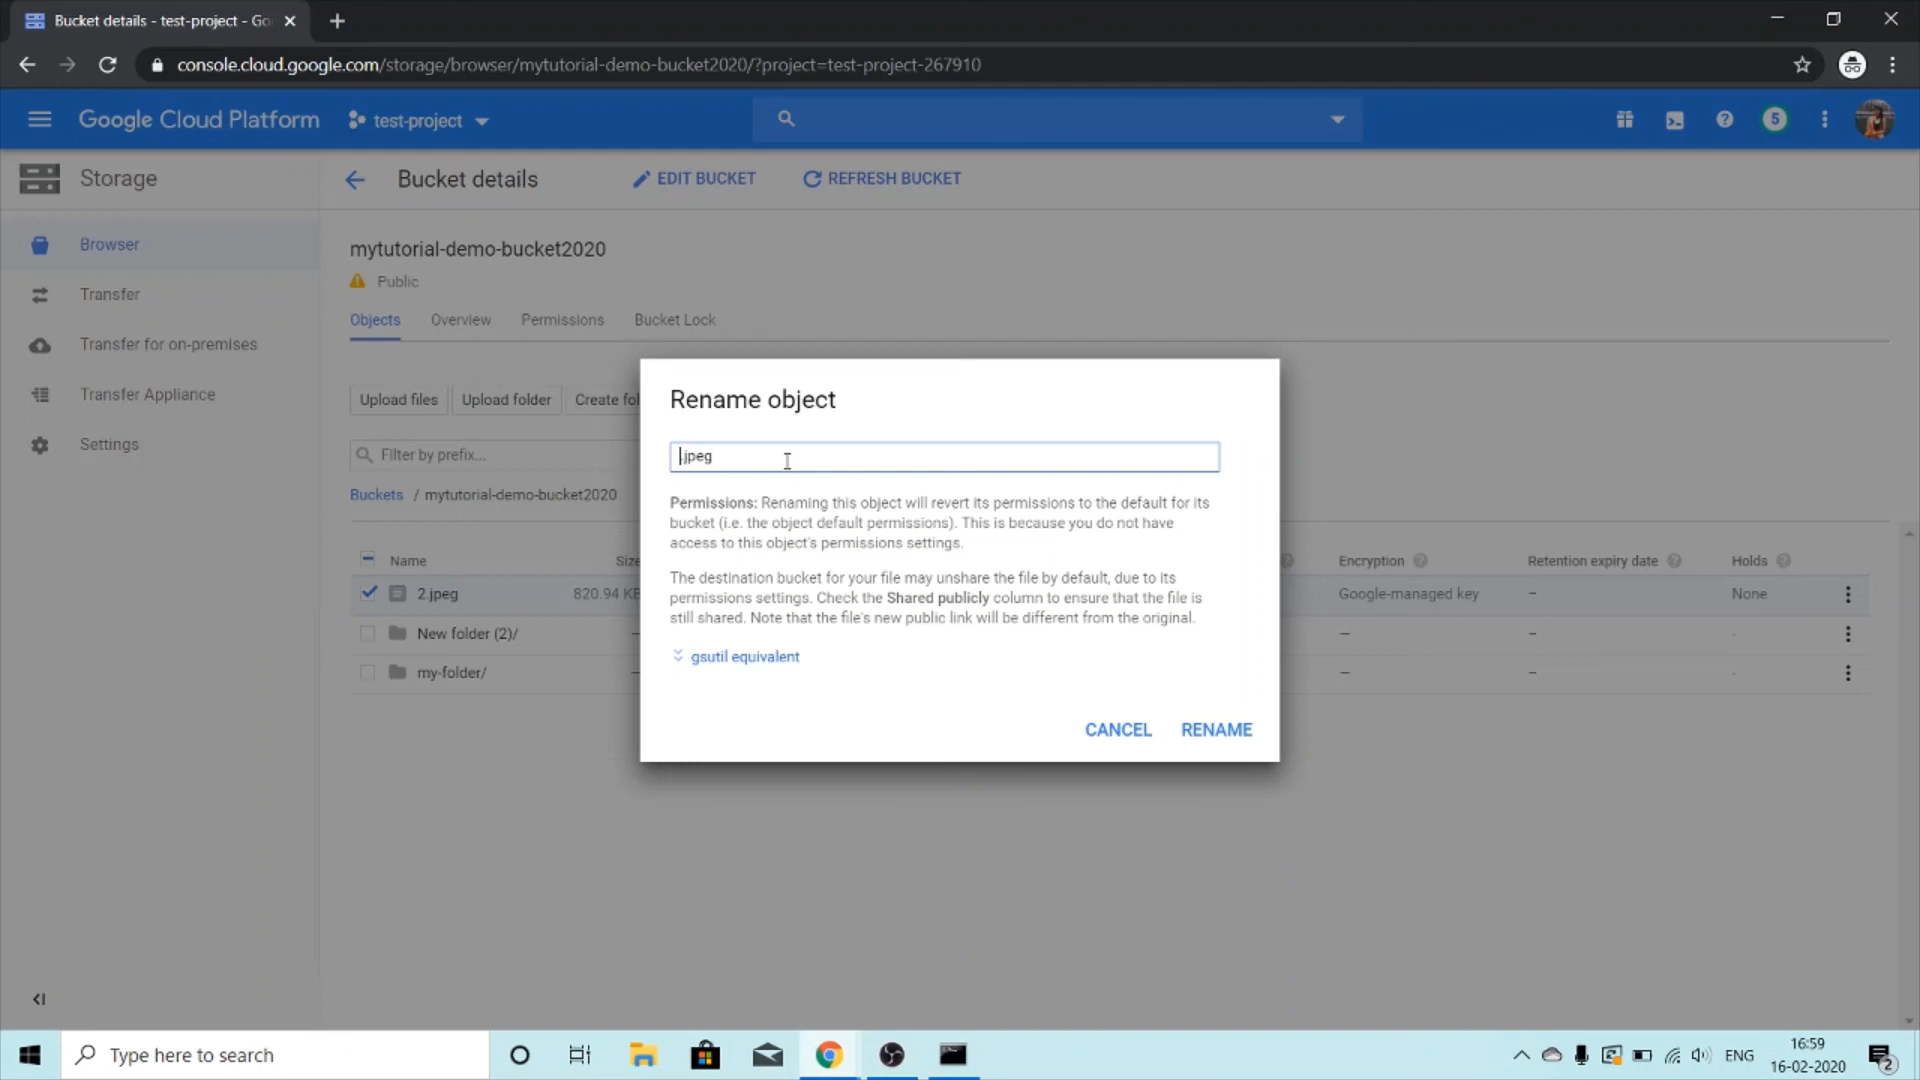 Bucket details - test-project - Go
console.cloud.google.com/storage/browser/mytutorial-demo-bucket2020/?project=test-project-267910
Google Cloud Platform
test-project
5
Storage
Bucket details
EDIT BUCKET
REFRESH BUCKET
Browser
Transfer
Transfer for on-premises
Transfer Appliance
Settings
mytutorial-demo-bucket2020
Public
Objects Overview Permissions Bucket Lock
Upload files Upload folder Create fol
Filter by prefix...
Buckets / mytutorial-demo-bucket2020
Name Size Encryption Retention expiry date Holds
2.jpeg 820.94 KB Google-managed key – None
New folder (2)/ – – – -
my-folder/ – – – -
Rename object
.jpeg
Permissions: Renaming this object will revert its permissions to the default for its
bucket (i.e. the object default permissions). This is because you do not have
access to this object's permissions settings.
The destination bucket for your file may unshare the file by default, due to its
permissions settings. Check the Shared publicly column to ensure that the file is
still shared. Note that the file's new public link will be different from the original.
gsutil equivalent
CANCEL RENAME
Type here to search
ENG
16:59
16-02-2020
2